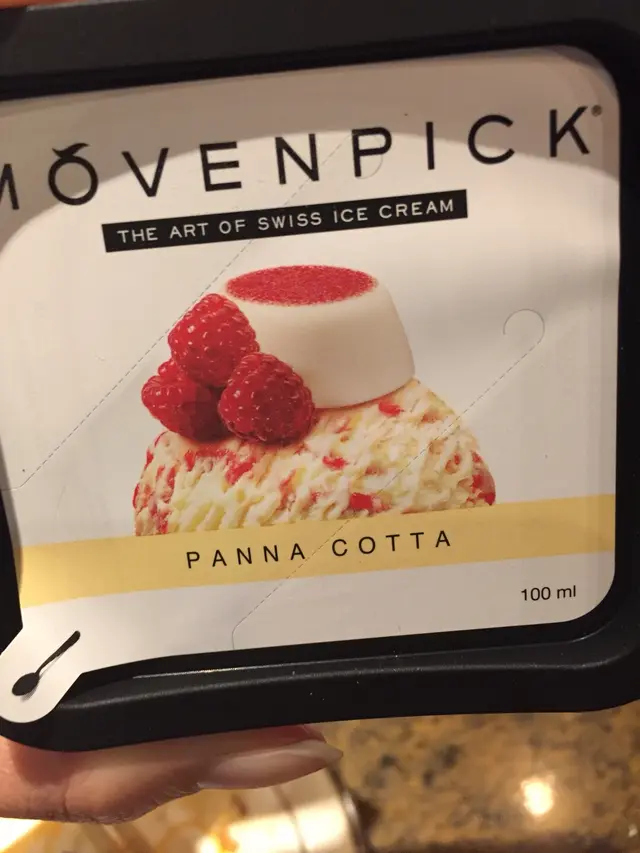 MÖVENPICK®
THE ART OF SWISS ICE CREAM
PANNA COTTA
100 ml